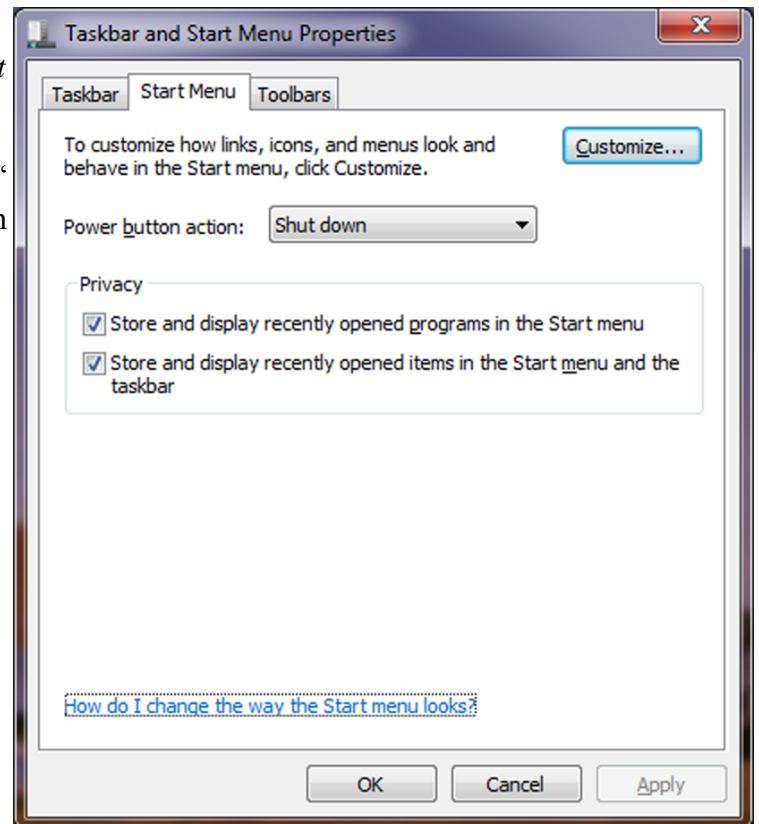 Taskbar and Start Menu Properties
t
Taskbar Start Menu Toolbars
To customize how links, icons, and menus look and
behave in the Start menu, click Customize.
Customize...
“
n
Power button action: Shut down
Privacy
Store and display recently opened programs in the Start menu
Store and display recently opened items in the Start menu and the
taskbar
How do I change the way the Start menu looks?
OK Cancel Apply